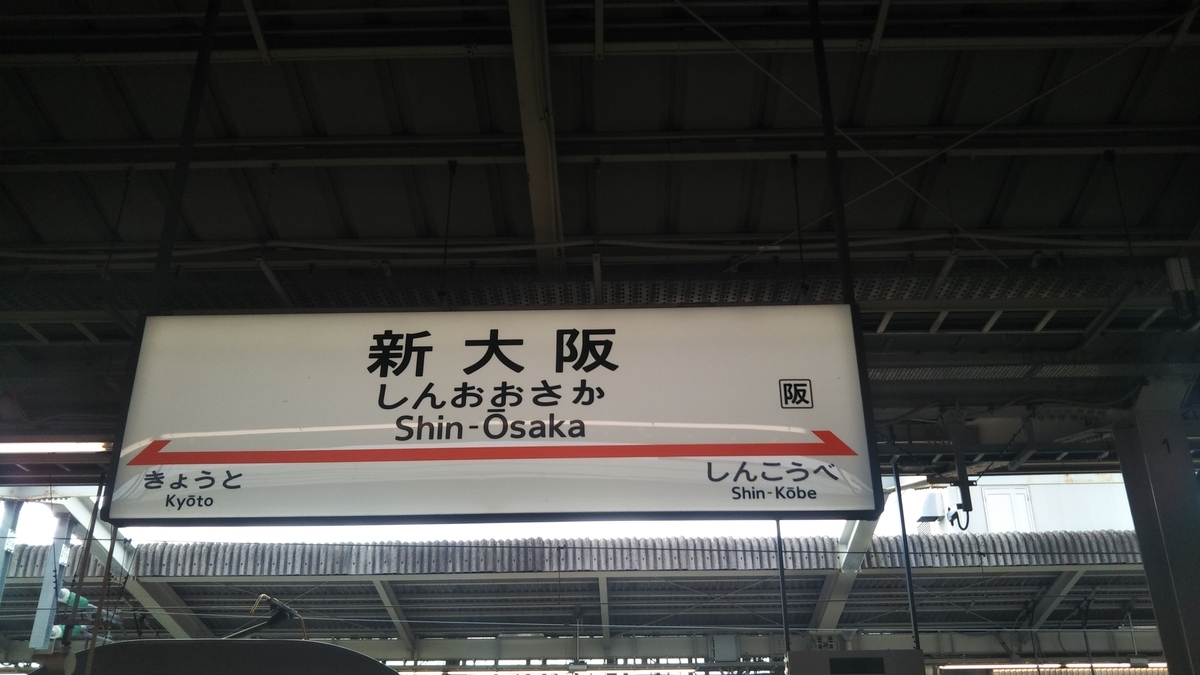 新大阪
しんおおさか
Shin-Ōsaka
阪
きょうと
Kyōto
しんこうべ
Shin-Kōbe
1